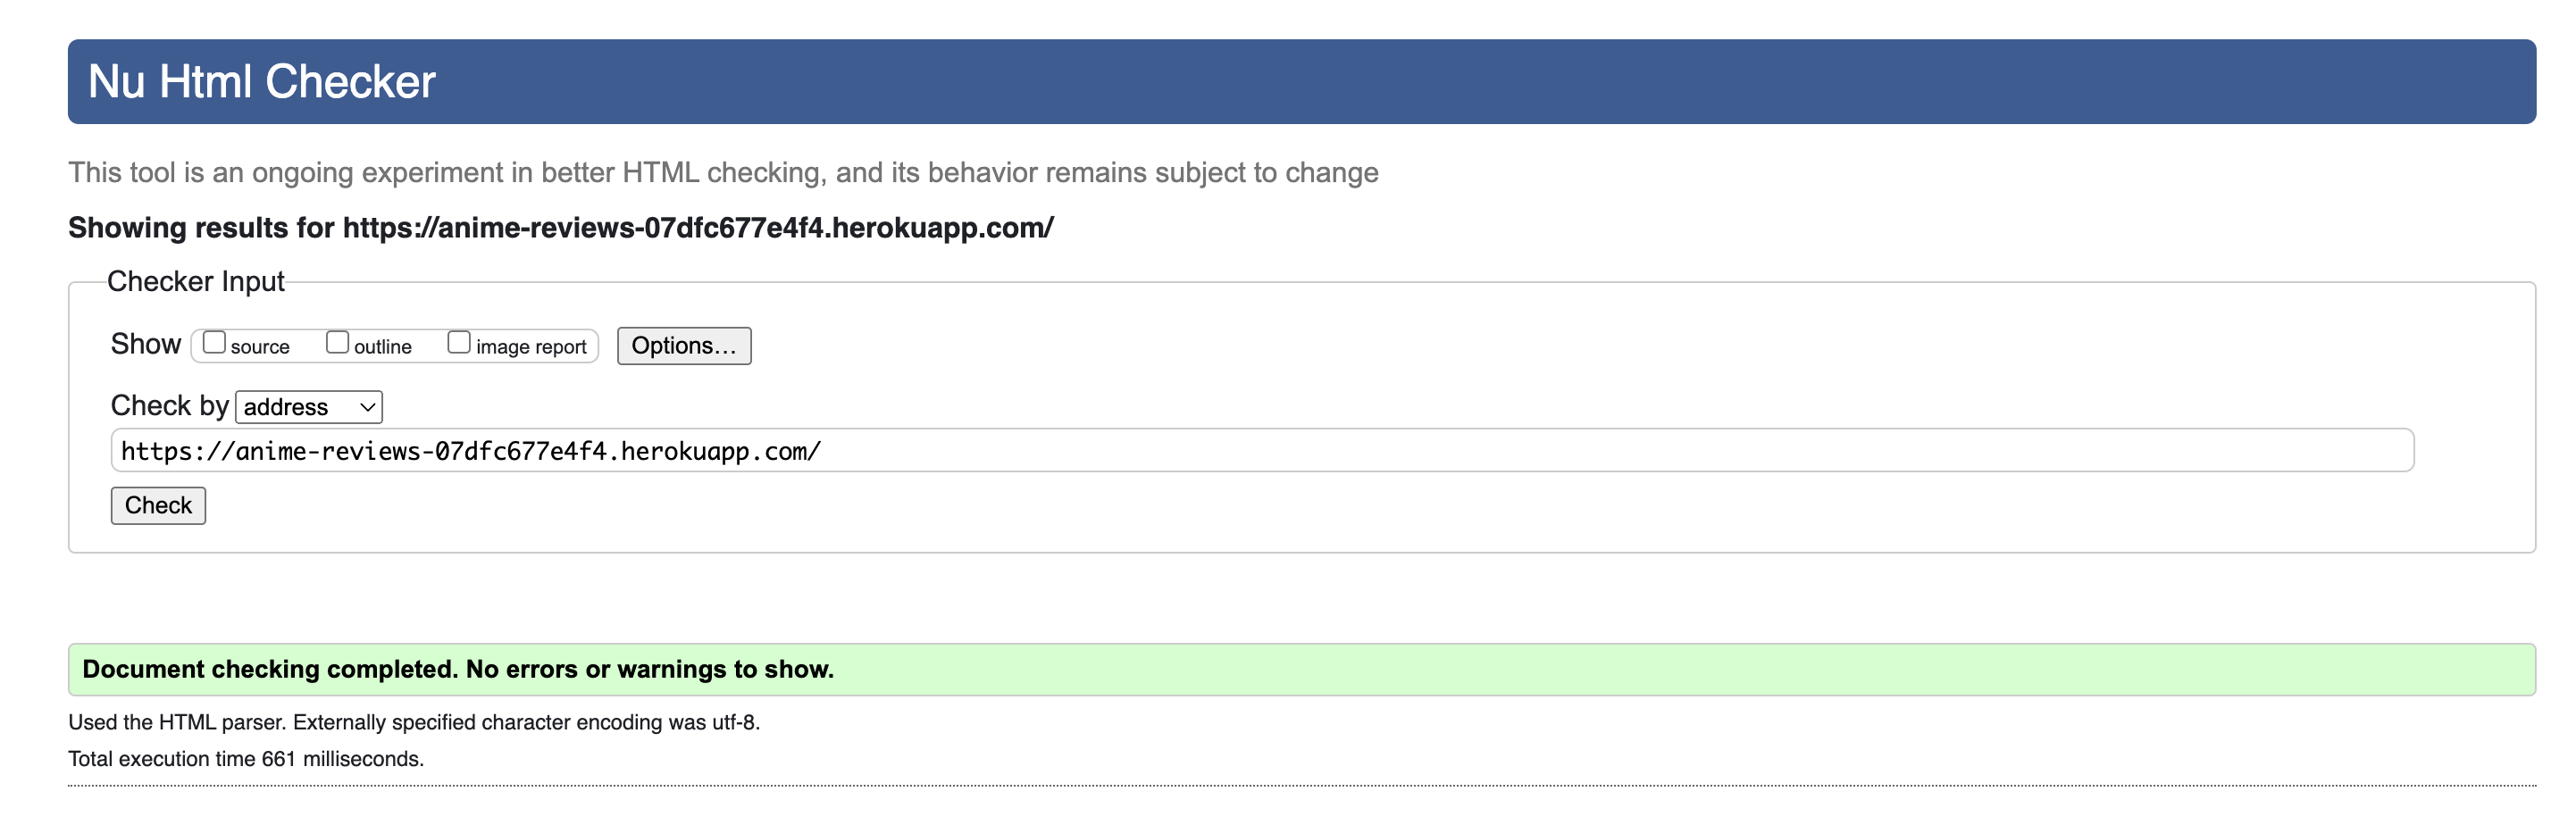 Nu Html Checker
This tool is an ongoing experiment in better HTML checking, and its behavior remains subject to change
Showing results for https://anime-reviews-07dfc677e4f4.herokuapp.com/
Checker Input
Show source outline image report Options...
Check by address
https://anime-reviews-07dfc677e4f4.herokuapp.com/
Check
Document checking completed. No errors or warnings to show.
Used the HTML parser. Externally specified character encoding was utf-8.
Total execution time 661 milliseconds.